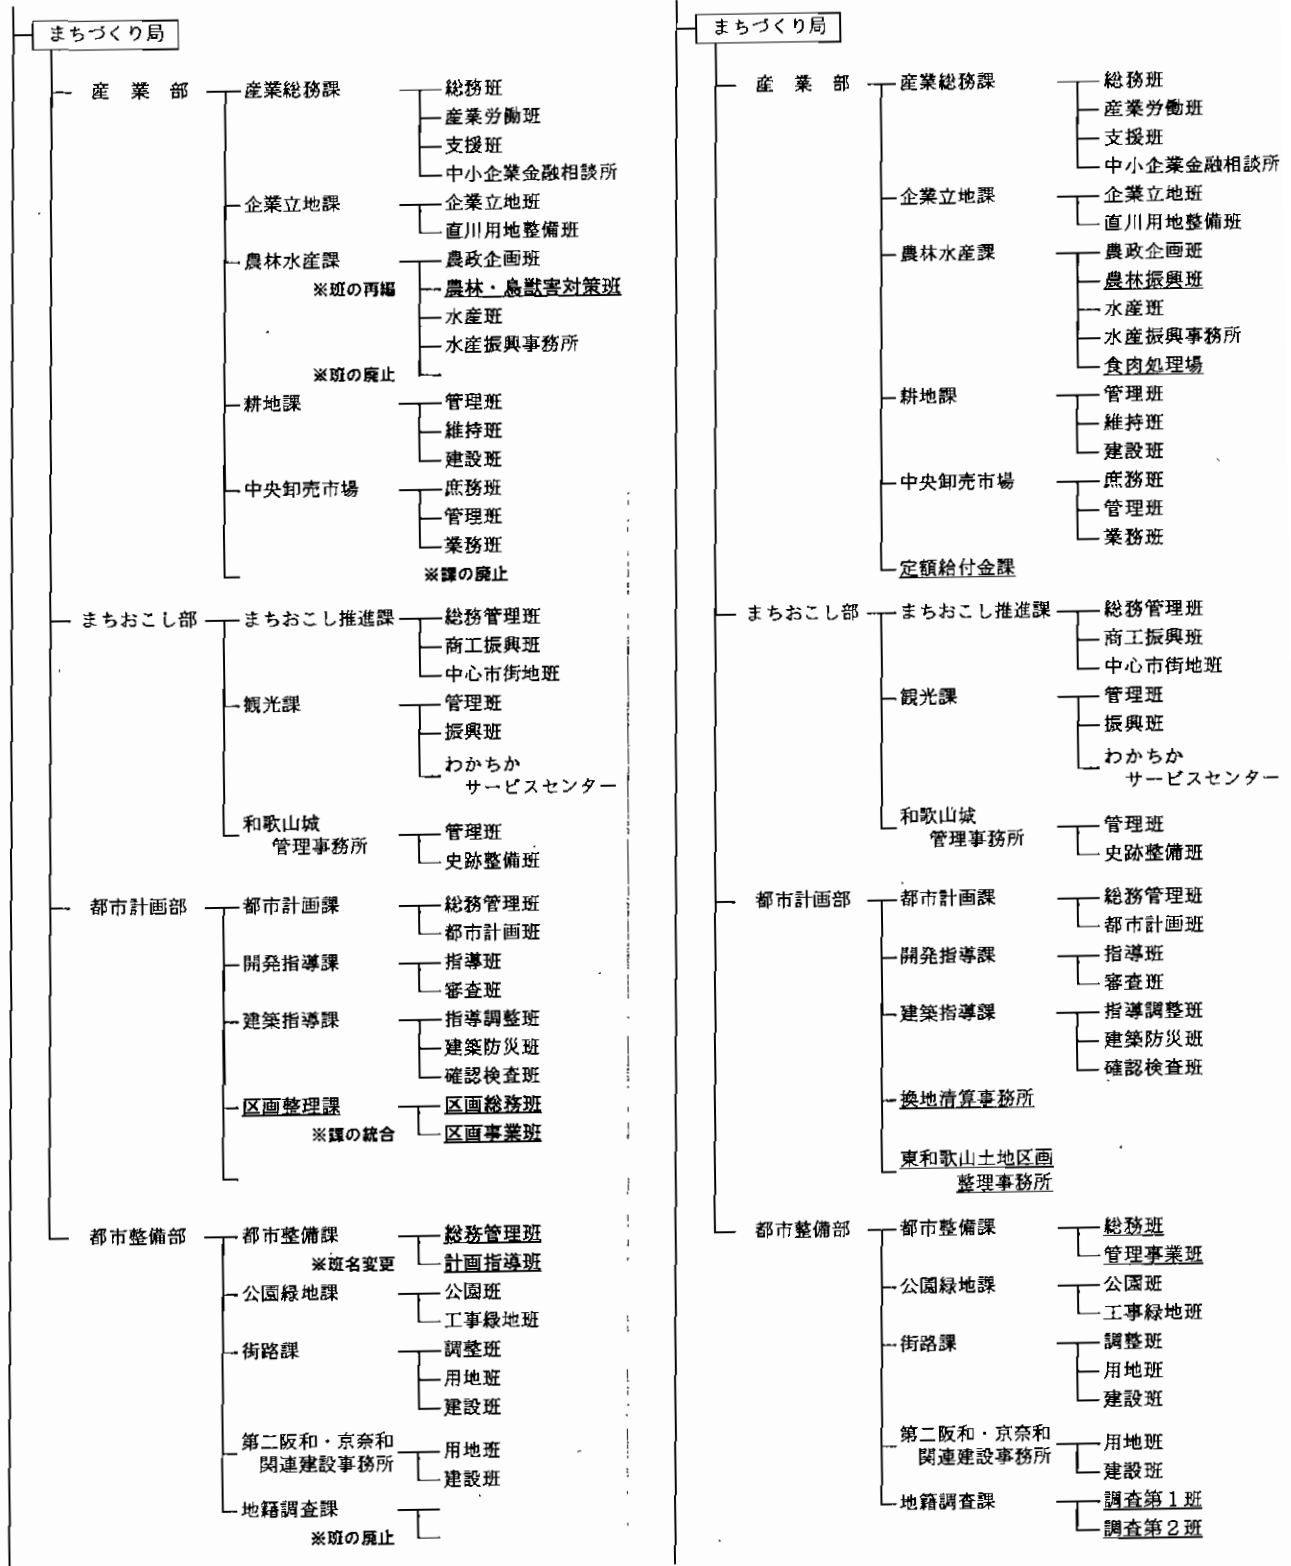 まちづくり局
産業部 産業総務課 総務班
産業労働班
支援班
中小企業金融相談所
企業立地課 企業立地班
直川用地整備班
農林水産課 農政企画班
※班の再編 農林・鳥獣害対策班
水産班
水産振興事務所
※班の廃止
耕地課 管理班
維持班
建設班
中央卸売市場 庶務班
管理班
業務班
※課の廃止
まちおこし部 まちおこし推進課 総務管理班
商工振興班
中心市街地班
観光課 管理班
振興班
わかちか
サービスセンター
和歌山城
管理事務所 管理班
史跡整備班
都市計画部 都市計画課 総務管理班
都市計画班
開発指導課 指導班
審査班
建築指導課 指導調整班
建築防災班
確認検査班
区画整理課 区画総務班
※課の統合 区画事業班
都市整備部 都市整備課 総務管理班
※班名変更 計画指導班
公園緑地課 公園班
工事緑地班
街路課 調整班
用地班
建設班
第二阪和・京奈和
関連建設事務所 用地班
建設班
地籍調査課
※班の廃止
まちづくり局
産業部 産業総務課 総務班
産業労働班
支援班
中小企業金融相談所
企業立地課 企業立地班
直川用地整備班
農林水産課 農政企画班
農林振興班
水産班
水産振興事務所
食肉処理場
耕地課 管理班
維持班
建設班
中央卸売市場 庶務班
管理班
業務班
定額給付金課
まちおこし部 まちおこし推進課 総務管理班
商工振興班
中心市街地班
観光課 管理班
振興班
わかちか
サービスセンター
和歌山城
管理事務所 管理班
史跡整備班
都市計画部 都市計画課 総務管理班
都市計画班
開発指導課 指導班
審査班
建築指導課 指導調整班
建築防災班
確認検査班
換地清算事務所
東和歌山土地区画
整理事務所
都市整備部 都市整備課 総務班
管理事業班
公園緑地課 公園班
工事緑地班
街路課 調整班
用地班
建設班
第二阪和・京奈和
関連建設事務所 用地班
建設班
地籍調査課 調査第1班
調査第2班